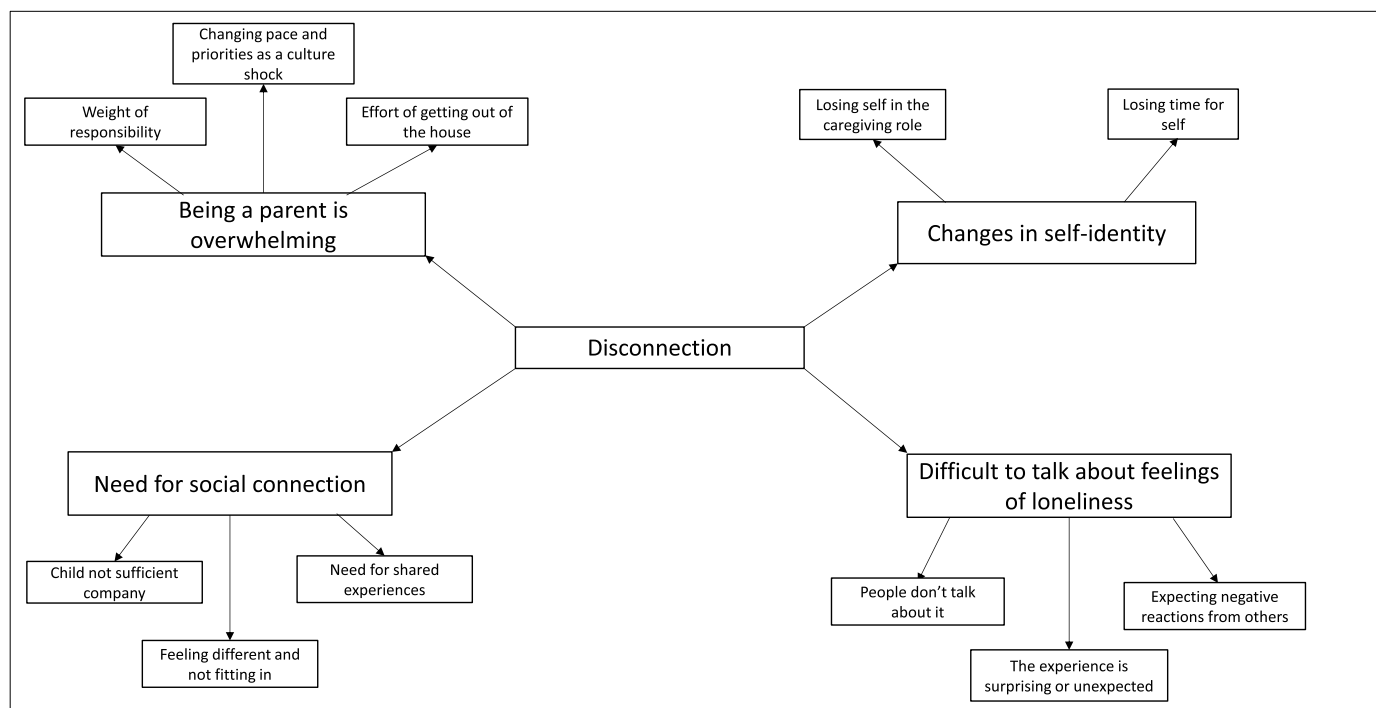 Changing pace and
priorities as a culture
shock
Weight of
responsibility
Effort of getting out of
the house
Being a parent is
overwhelming
Losing self in the
caregiving role
Losing time for
self
Changes in self-identity
Disconnection
Need for social connection
Child not sufficient
company
Need for shared
experiences
Feeling different and
not fitting in
Difficult to talk about feelings
of loneliness
People don’t talk
about it
Expecting negative
reactions from others
The experience is
surprising or unexpected